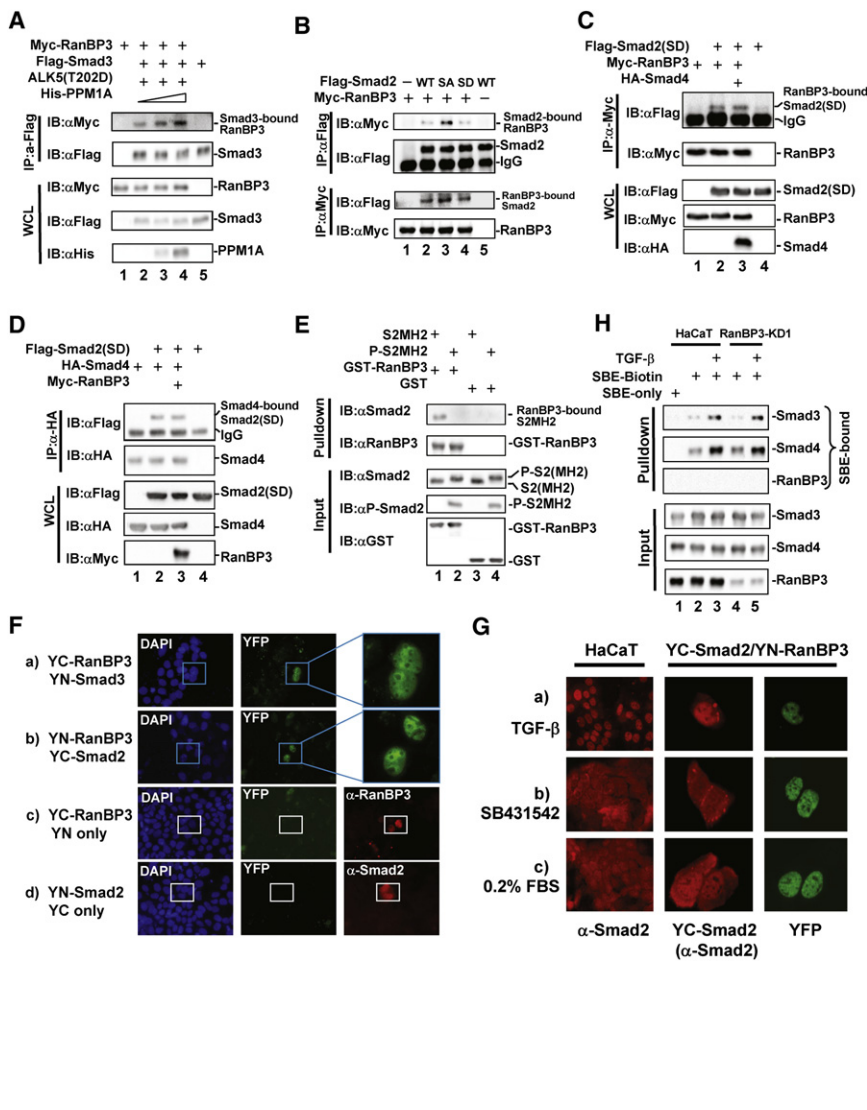 A
Myc-RanBP3 + + + +
Flag-Smad3 + + + +
ALK5(T202D) + + +
His-PPM1A
IP:a-Flag
IB:αMyc Smad3-bound RanBP3
IB:αFlag Smad3
WCL
IB:αMyc RanBP3
IB:αFlag Smad3
IB:αHis PPM1A
1 2 3 4 5
B
Flag-Smad2 – WT SA SD WT
Myc-RanBP3 + + + + –
IP:αFlag
IB:αMyc Smad2-bound RanBP3
IB:αFlag Smad2
IgG
IP:αMyc
IB:αFlag RanBP3-bound Smad2
IB:αMyc RanBP3
1 2 3 4 5
C
Flag-Smad2(SD) + + +
Myc-RanBP3 + + +
HA-Smad4 +
IP:α-Myc
IB:αFlag RanBP3-bound Smad2(SD)
IgG
IB:αMyc RanBP3
WCL
IB:αFlag Smad2(SD)
IB:αMyc RanBP3
IB:αHA Smad4
1 2 3 4
D
Flag-Smad2(SD) + + +
HA-Smad4 + + +
Myc-RanBP3 +
IP:α-HA
IB:αFlag Smad4-bound Smad2(SD)
IgG
IB:αHA Smad4
WCL
IB:αFlag Smad2(SD)
IB:αHA Smad4
IB:αMyc RanBP3
1 2 3 4
E
S2MH2 + +
P-S2MH2 + +
GST-RanBP3 + +
GST + +
Pulldown
IB:αSmad2 RanBP3-bound S2MH2
IB:αRanBP3 -GST-RanBP3
Input
IB:αSmad2 P-S2(MH2)
S2(MH2)
IB:αP-Smad2 -P-S2MH2
IB:αGST -GST-RanBP3
-GST
1 2 3 4
H
HaCaT RanBP3-KD1
TGF-β + +
SBE-Biotin + + + +
SBE-only +
Pulldown
-Smad3
-Smad4
RanBP3
SBE-bound
Input
-Smad3
-Smad4
-RanBP3
1 2 3 4 5
F
a) YC-RanBP3
YN-Smad3
DAPI YFP
b) YN-RanBP3
YC-Smad2
DAPI YFP
c) YC-RanBP3
YN only
DAPI YFP α-RanBP3
d) YN-Smad2
YC only
DAPI YFP α-Smad2
G
HaCaT YC-Smad2/YN-RanBP3
a)
TGF-β
b)
SB431542
c)
0.2% FBS
α-Smad2 YC-Smad2 YFP
(α-Smad2)